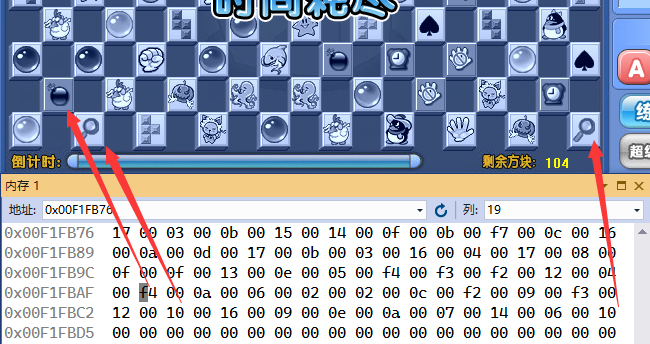 时间耗尽
A
练
超级
倒计时:
剩余方块: 104
内存 1
地址: 0x00F1FB76
列: 19
0x00F1FB76 17 00 03 00 0b 00 15 00 14 00 0f 00 0b 00 f7 00 0c 00 16
0x00F1FB89 00 0a 00 0d 00 17 00 0b 00 03 00 16 00 04 00 17 00 08 00
0x00F1FB9C 0f 00 0f 00 13 00 0e 00 05 00 f4 00 f3 00 f2 00 12 00 04
0x00F1FBAF 00 f4 00 0a 00 06 00 02 00 02 00 0c 00 f2 00 09 00 f3 00
0x00F1FBC2 12 00 10 00 16 00 09 00 0e 00 0a 00 07 00 14 00 06 00 10
0x00F1FBD5 00 00 00 00 00 00 00 00 00 00 00 00 00 00 00 00 00 00 00